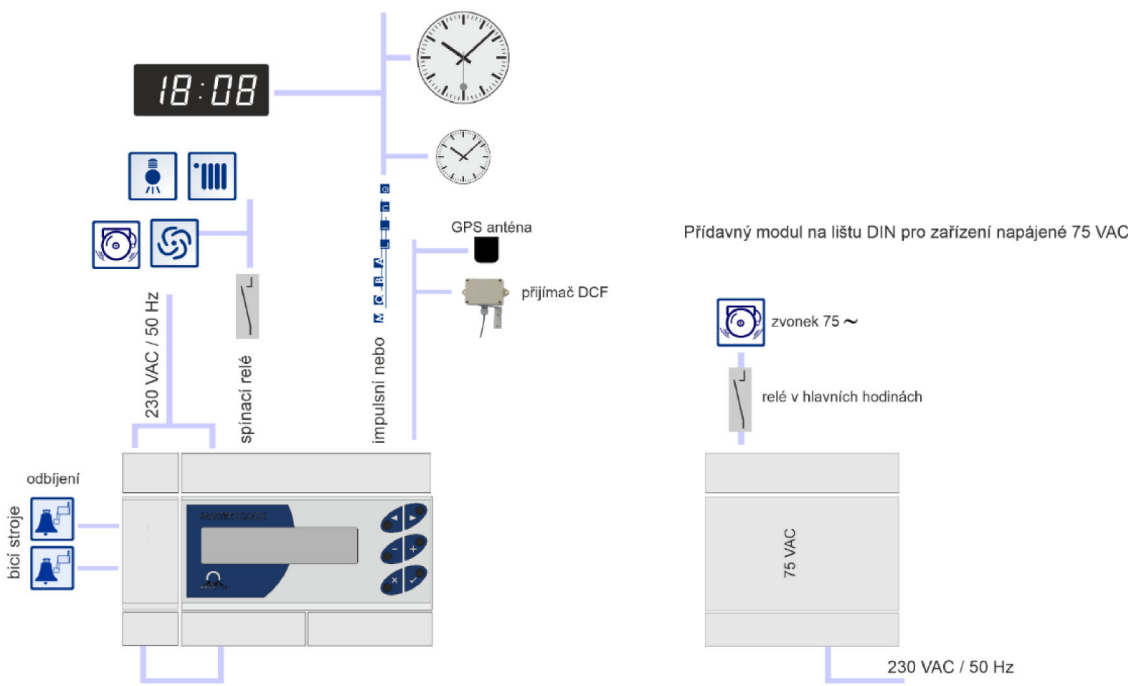 18:08
GPS anténa
přijímač DCF
230 VAC / 50 Hz
spínací relé
impulsní nebo
MOBALine
odbíjení
bicí stroje
Přídavný modul na lištu DIN pro zařízení napájené 75 VAC
zvonek 75 ~
relé v hlavních hodinách
75 VAC
230 VAC / 50 Hz